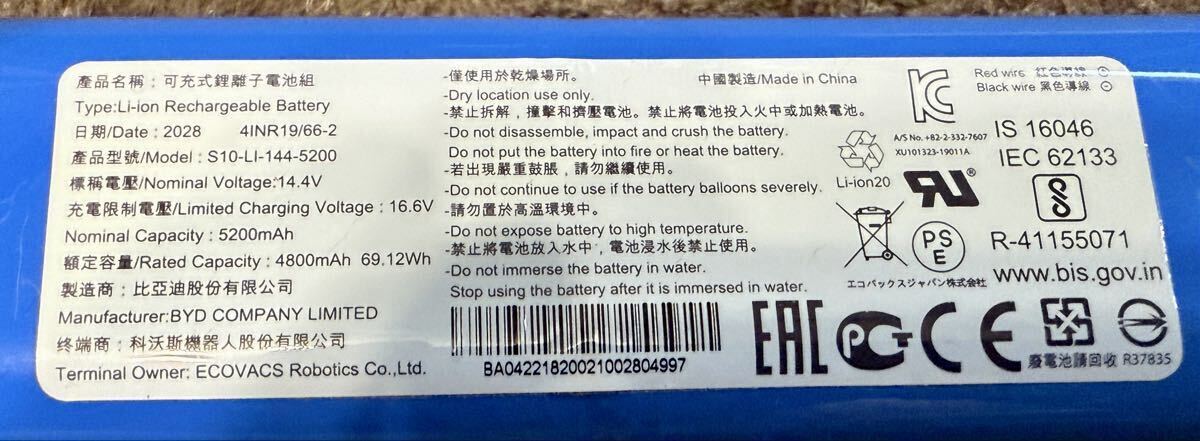 產品名稱：可充式鋰離子電池組
Type:Li-ion Rechargeable Battery
日期/Date : 2028 4INR19/66-2
產品型號/Model : S10-LI-144-5200
標稱電壓/Nominal Voltage:14.4V
充電限制電壓/Limited Charging Voltage : 16.6V
Nominal Capacity : 5200mAh
額定容量/Rated Capacity : 4800mAh 69.12Wh
製造商：比亞迪股份有限公司
Manufacturer:BYD COMPANY LIMITED
終端商：科沃斯機器人股份有限公司
Terminal Owner: ECOVACS Robotics Co.,Ltd.
-僅使用於乾燥場所。
-Dry location use only.
-禁止拆解，撞擊和擠壓電池。禁止將電池投入火中或加熱電池。
-Do not disassemble, impact and crush the battery.
Do not put the battery into fire or heat the battery.
-若出現嚴重鼓脹，請勿繼續使用。
-Do not continue to use if the battery balloons severely.
-請勿置於高溫環境中。
-Do not expose battery to high temperature.
-禁止將電池放入水中，電池浸水後禁止使用。
-Do not immerse the battery in water.
Stop using the battery after it is immersed in water.
BA04221820021002804997
中國製造/Made in China
Red wire 紅色導線
Black wire 黑色導線
A/S No. +82-2-332-7607
XU101323-19011A
Li-ion20
IS 16046
IEC 62133
PS
E
エコバックスジャパン株式会社
R-41155071
www.bis.gov.in
EAC
CE
廢電池請回收 R37835